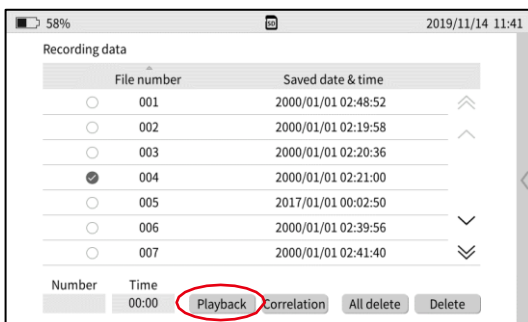 58% SD 2019/11/14 11:41
Recording data
File number Saved date & time
001 2000/01/01 02:48:52
002 2000/01/01 02:19:58
003 2000/01/01 02:20:36
004 2000/01/01 02:21:00
005 2017/01/01 00:02:50
006 2000/01/01 02:39:56
007 2000/01/01 02:41:40
Number Time
00:00 Playback Correlation All delete Delete